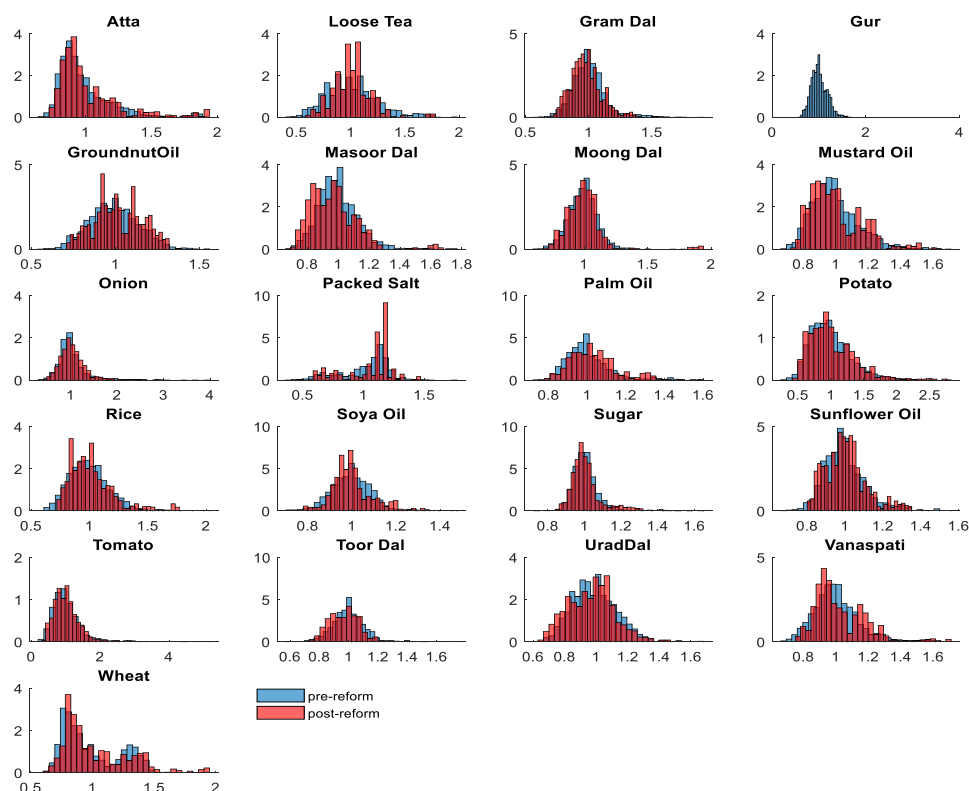 Atta Loose Tea Gram Dal Gur
4 4 5 4
2 2 2
0 0 0 0
1 1.5 2 0.5 1 1.5 2 0.5 1 1.5 0 2 4
GroundnutOil Masoor Dal Moong Dal Mustard Oil
5 4 5 4
2 2
0 0 0 0
0.5 1 1.5 0.8 1 1.2 1.4 1.6 1.8 0.5 1 1.5 2 0.8 1 1.2 1.4 1.6
Onion Packed Salt Palm Oil Potato
4 10 10 2
2 5 5 1
0 0 0 0
1 2 3 4 0.5 1 1.5 0.8 1 1.2 1.4 1.6 0.5 1 1.5 2 2.5
Rice Soya Oil Sugar Sunflower Oil
4 10 10 5
2 5 5
0 0 0 0
0.5 1 1.5 2 0.8 1 1.2 1.4 0.8 1 1.2 1.4 1.6 0.8 1 1.2 1.4 1.6
Tomato Toor Dal UradDal Vanaspati
2 10 4 5
1 5 2
0 0 0 0
0 2 4 0.6 0.8 1 1.2 1.4 1.6 0.6 0.8 1 1.2 1.4 1.6 0.8 1 1.2 1.4 1.6
Wheat
4
pre-reform
post-reform
2
0
0.5 1 1.5 2